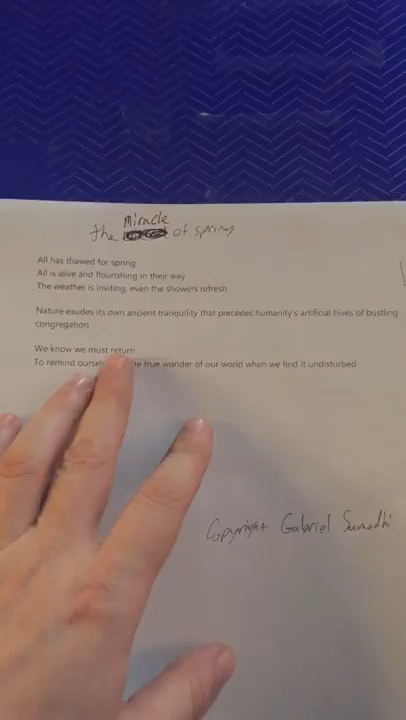 the Miracle of spring
All has thawed for spring
All is alive and flourishing in their way
The weather is inviting, even the showers refresh
Nature exudes its own ancient tranquility that precedes humanity's artificial hives of bustling
congregation
We know we must return
To remind true wonder of our world when we find it undisturbed
Copyright Gabriel